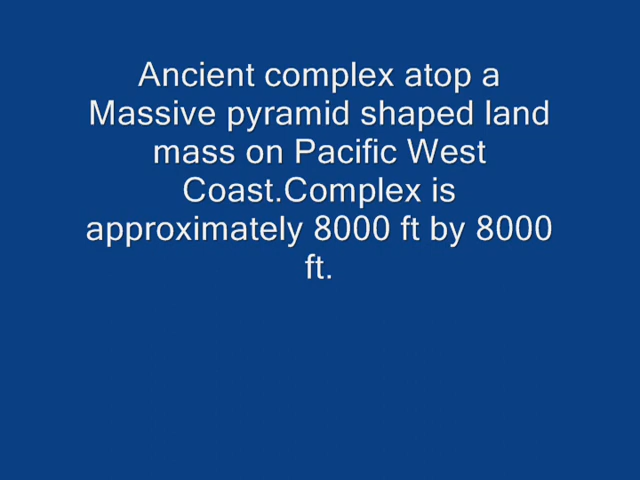 Ancient complex atop a
Massive pyramid shaped land
mass on Pacific West
Coast.Complex is
approximately 8000 ft by 8000
ft.